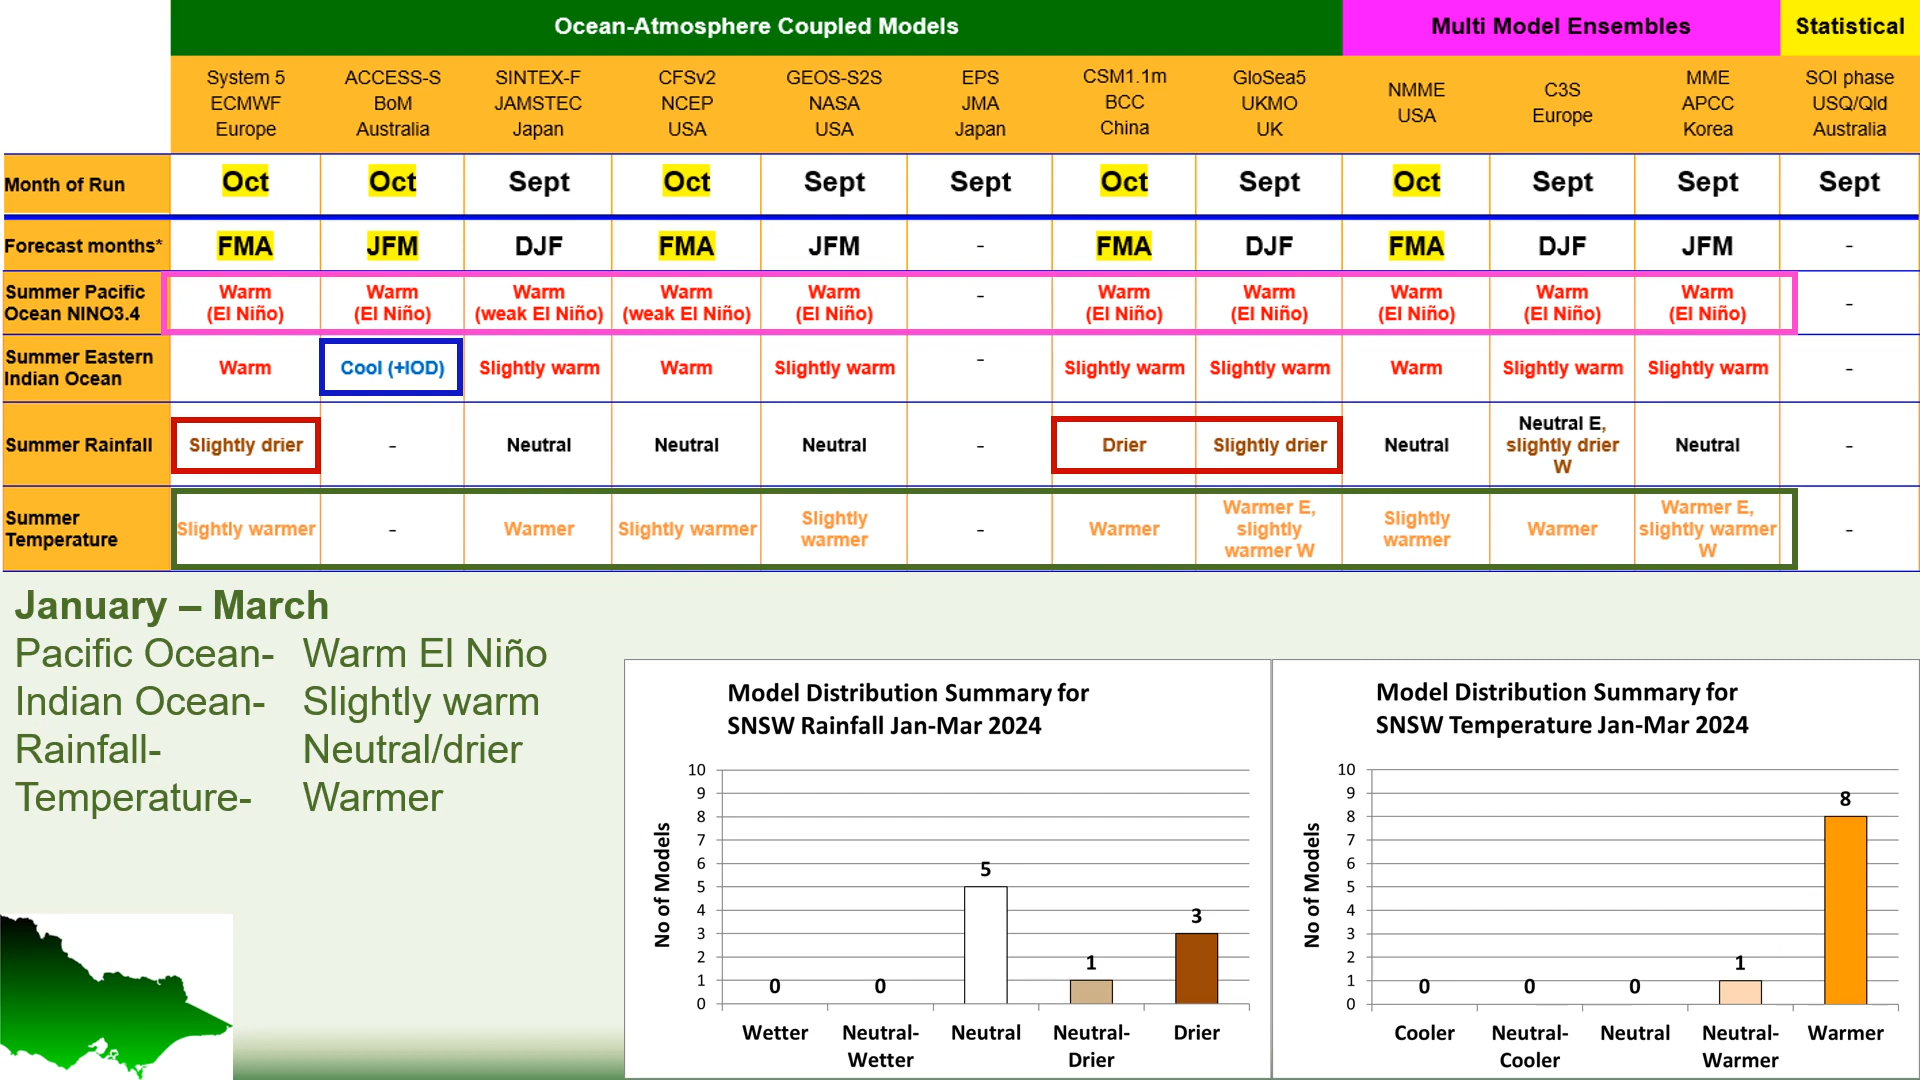 Ocean-Atmosphere Coupled Models
Multi Model Ensembles
Statistical
System 5
ECMWF
Europe
ACCESS-S
BoM
Australia
SINTEX-F
JAMSTEC
Japan
CFSv2
NCEP
USA
GEOS-S2S
NASA
USA
EPS
JMA
Japan
CSM1.1m
BCC
China
GloSea5
UKMO
UK
NMME
USA
C3S
Europe
MME
APCC
Korea
SOI phase
USQ/Qld
Australia
Month of Run
Oct
Oct
Sept
Oct
Sept
Sept
Oct
Sept
Oct
Sept
Sept
Sept
Forecast months*
FMA
JFM
DJF
FMA
JFM
-
FMA
DJF
FMA
DJF
JFM
-
Summer Pacific
Ocean NINO3.4
Warm
(El Niño)
Warm
(El Niño)
Warm
(weak El Niño)
Warm
(weak El Niño)
Warm
(El Niño)
-
Warm
(El Niño)
Warm
(El Niño)
Warm
(El Niño)
Warm
(El Niño)
Warm
(El Niño)
-
Summer Eastern
Indian Ocean
Warm
Cool (+IOD)
Slightly warm
Warm
Slightly warm
-
Slightly warm
Slightly warm
Warm
Slightly warm
Slightly warm
-
Summer Rainfall
Slightly drier
-
Neutral
Neutral
Neutral
-
Drier
Slightly drier
Neutral
Neutral E,
slightly drier
W
Neutral
-
Summer
Temperature
Slightly warmer
-
Warmer
Slightly warmer
Slightly
warmer
-
Warmer
Warmer E,
slightly
warmer W
Slightly
warmer
Warmer
Warmer E,
slightly warmer
W
-
January – March
Pacific Ocean- Warm El Niño
Indian Ocean- Slightly warm
Rainfall- Neutral/drier
Temperature- Warmer
Model Distribution Summary for
SNSW Rainfall Jan-Mar 2024
No of Models
10
9
8
7
6
5
4
3
2
1
0
0
0
5
1
3
Wetter
Neutral-
Wetter
Neutral
Neutral-
Drier
Drier
Model Distribution Summary for
SNSW Temperature Jan-Mar 2024
No of Models
10
9
8
7
6
5
4
3
2
1
0
0
0
0
1
8
Cooler
Neutral-
Cooler
Neutral
Neutral-
Warmer
Warmer